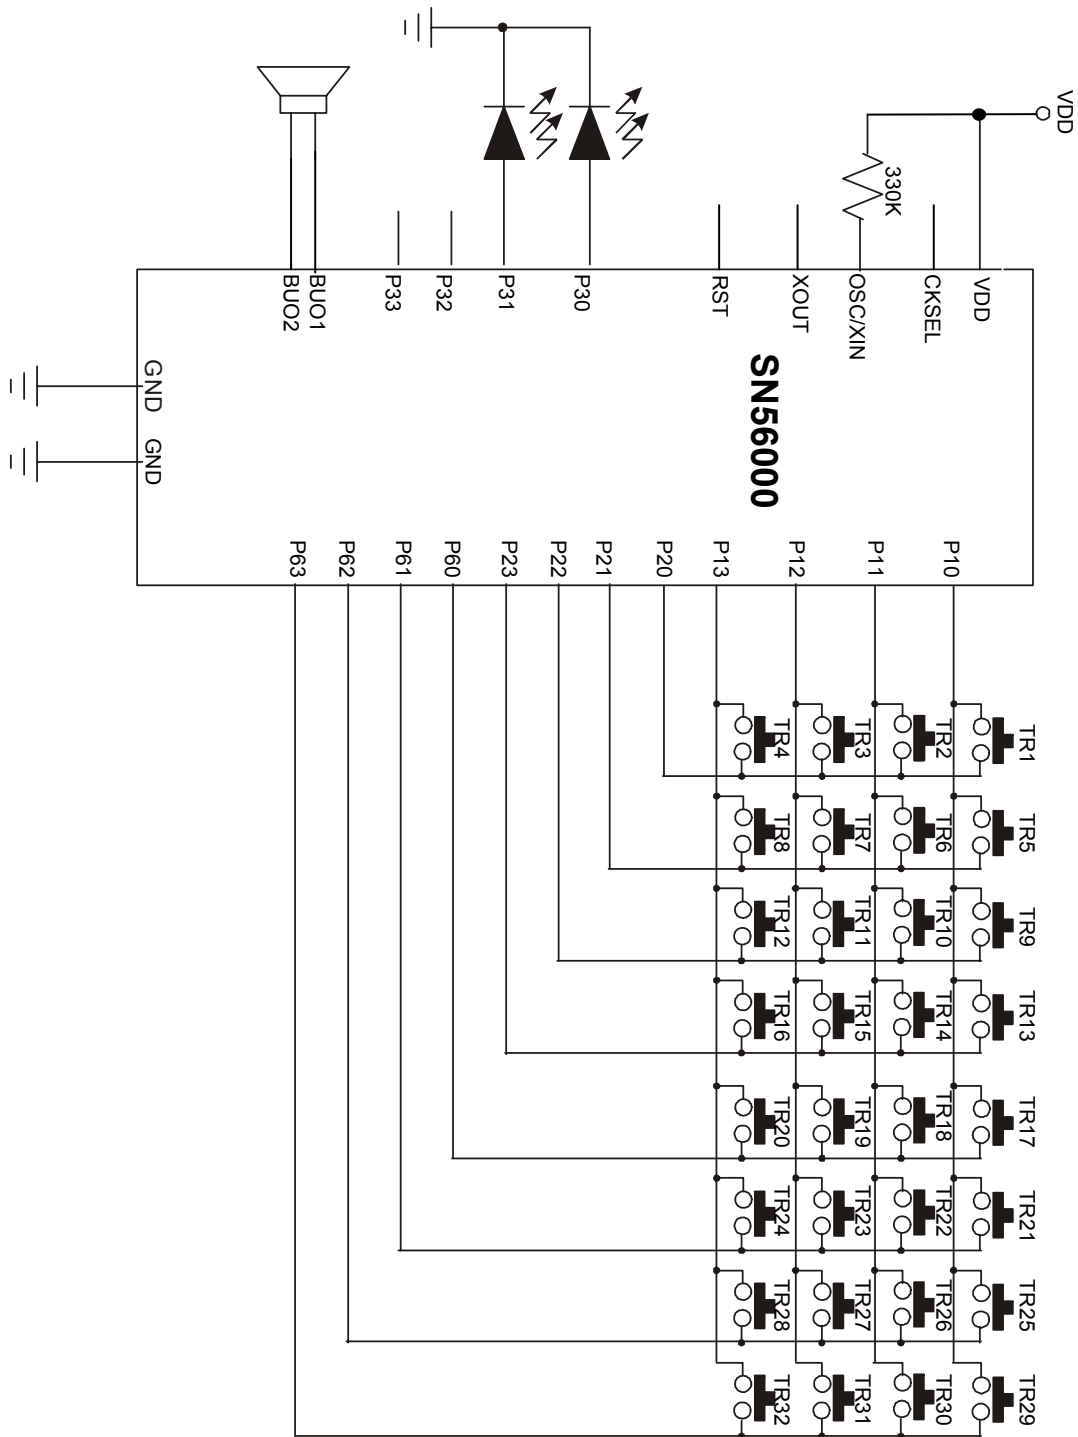 VDD
330K
VDD
CKSEL
OSC/XIN
XOUT
RST
P30
P31
P32
P33
BUO1
BUO2
GND
GND
SN56000
P10
P11
P12
P13
P20
P21
P22
P23
P60
P61
P62
P63
TR1
TR2
TR3
TR4
TR5
TR6
TR7
TR8
TR9
TR10
TR11
TR12
TR13
TR14
TR15
TR16
TR17
TR18
TR19
TR20
TR21
TR22
TR23
TR24
TR25
TR26
TR27
TR28
TR29
TR30
TR31
TR32